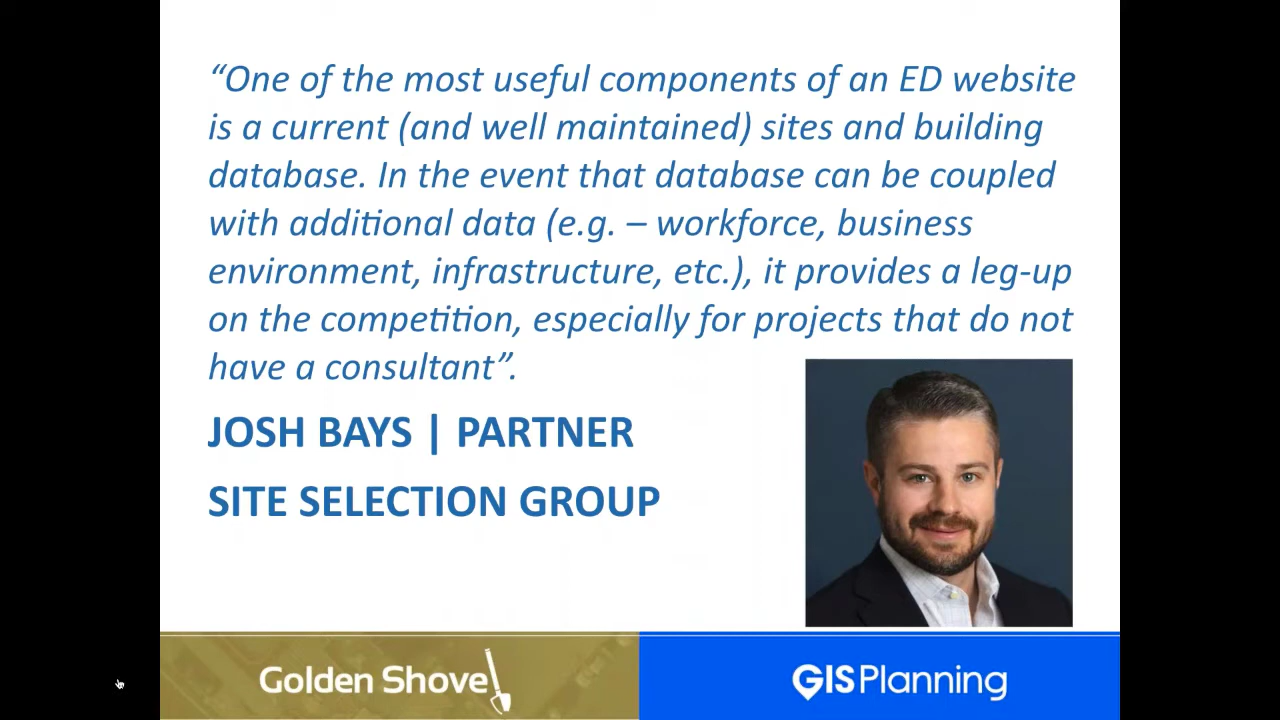 “One of the most useful components of an ED website
is a current (and well maintained) sites and building
database. In the event that database can be coupled
with additional data (e.g. – workforce, business
environment, infrastructure, etc.), it provides a leg-up
on the competition, especially for projects that do not
have a consultant”.
JOSH BAYS | PARTNER
SITE SELECTION GROUP
Golden Shovel
GIS Planning